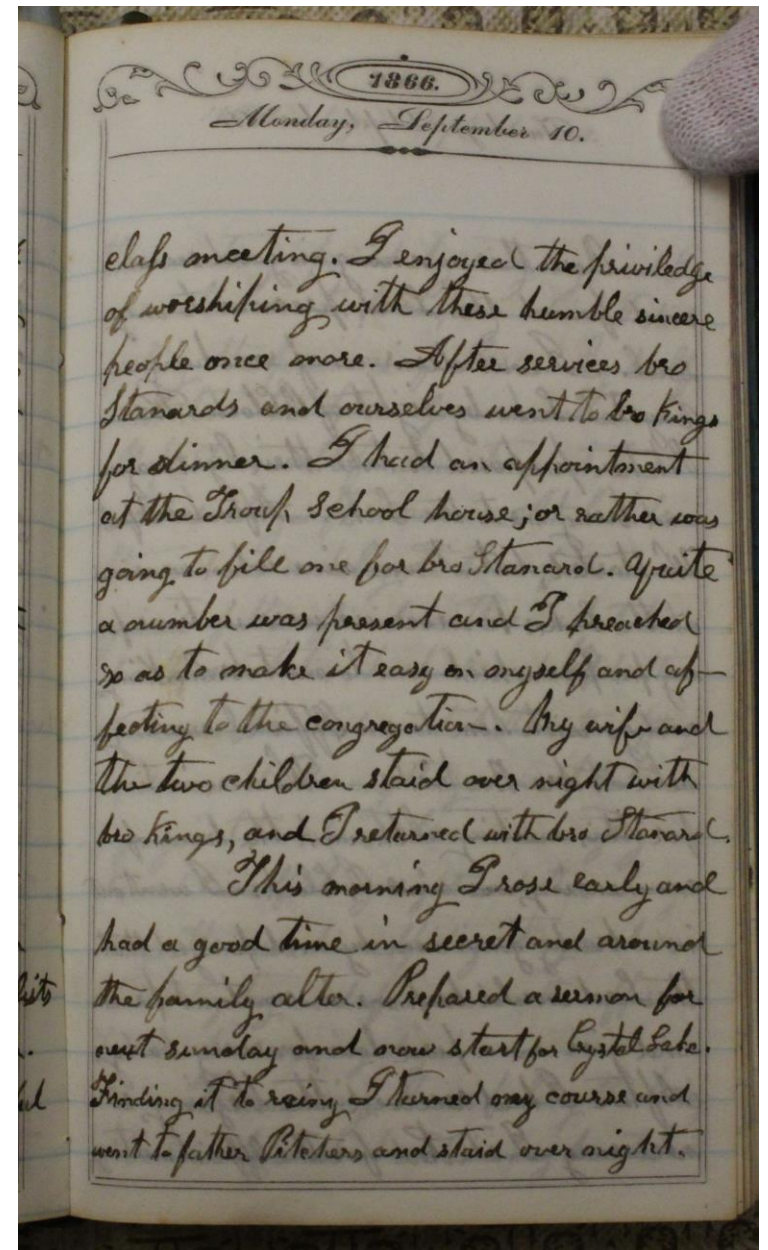 1866.
Monday, September 10.
class meeting. I enjoyed the priviledge
of worshiping with these humble sincere
people once more. After services bro
Stanards and ourselves went to bro Kings
for dinner. I had an appointment
at the Troup School house; or rather was
going to fill one for bro Stanard. Quite
a number was present and I preached
so as to make it easy on myself and af-
fecting to the congregation. My wife and
the two children staid over night with
bro Kings, and I returned with bro Stanard.
This morning I rose early and
had a good time in secret and around
the family alter. Prepared a sermon for
next sunday and now start for Crystal Lake.
Finding it to rainy I turned my course and
went to father Pitchers and staid over night.